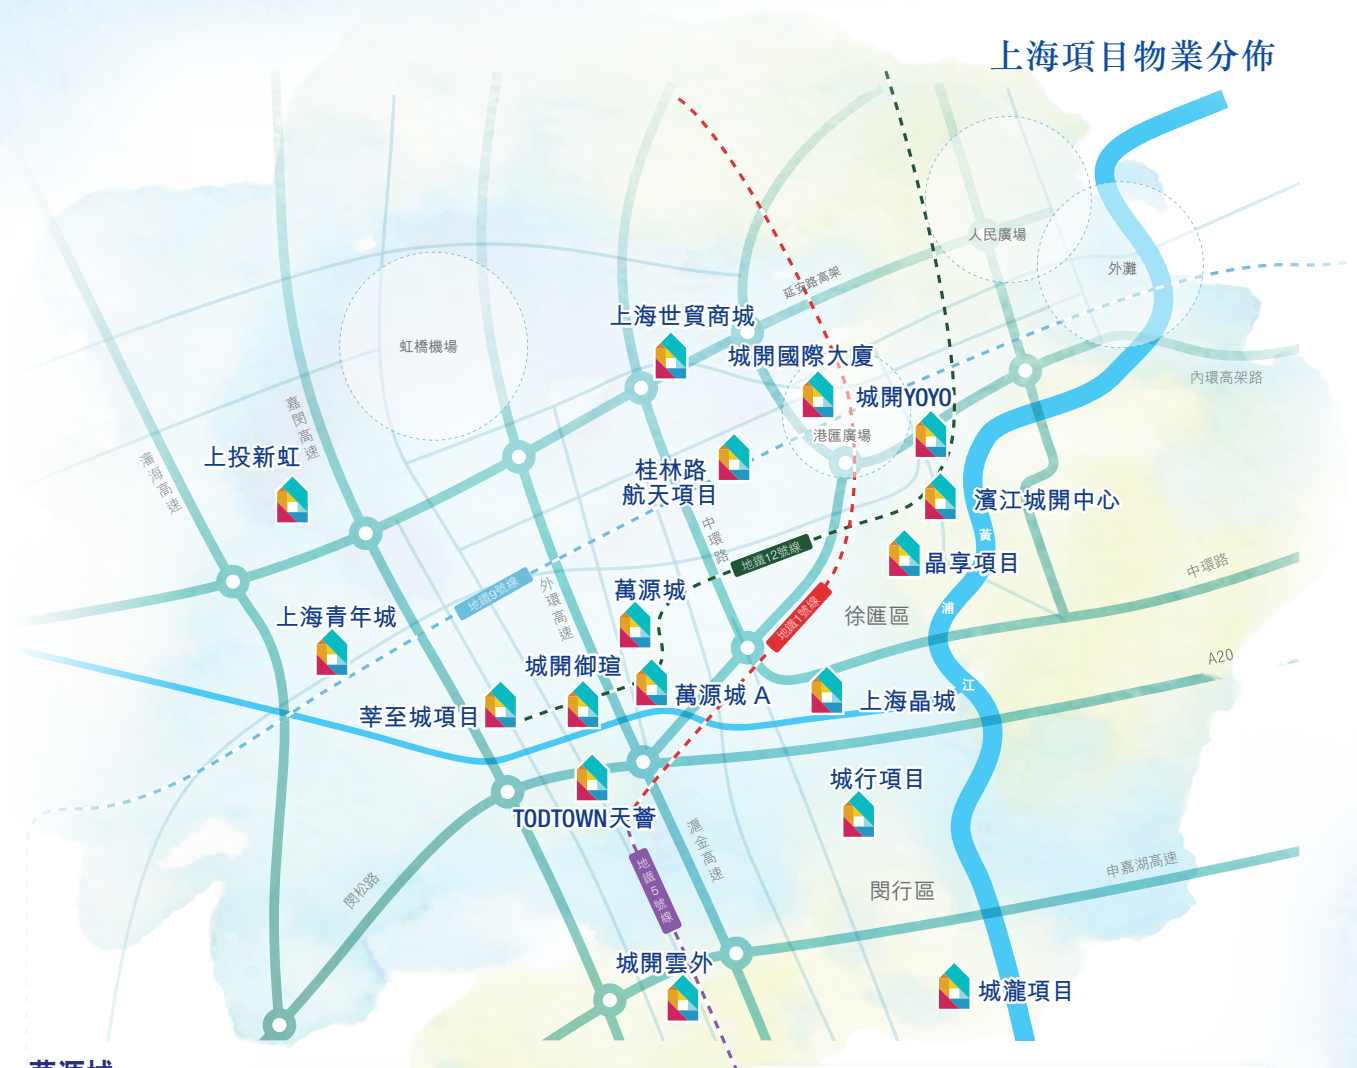 上海項目物業分佈
人民廣場
外灘
延安路高架
上海世貿商城
虹橋機場
城開國際大廈
內環高架路
城開YOYO
嘉閔高速
港匯廣場
上投新虹
瀋海高速
桂林路
航天項目
濱江城開中心
中環路
黃
地鐵12號線
晶享項目
中環路
地鐵9號線
外環高速
萬源城
地鐵1號線
浦
徐匯區
上海青年城
A20
城開御瑄
江
萬源城 A
上海晶城
莘至城項目
城行項目
TODTOWN天薈
滬金高速
地鐵5號線
申嘉湖高速
閔松路
閔行區
城開雲外
城瀧項目